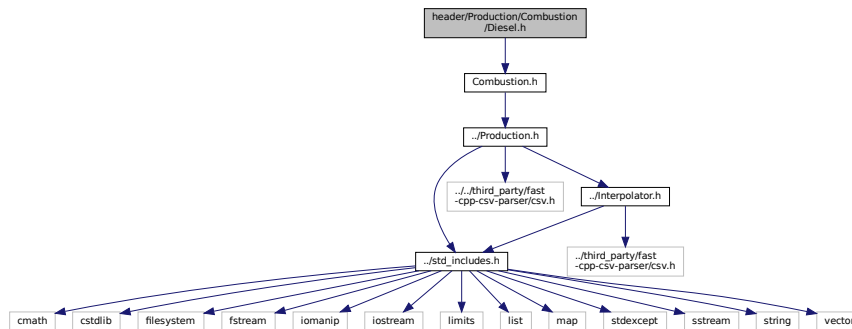 header/Production/Combustion
/Diesel.h
Combustion.h
../Production.h
../../third_party/fast
-cpp-csv-parser/csv.h
../Interpolator.h
../std_includes.h
../third_party/fast
-cpp-csv-parser/csv.h
cmath
cstdlib
filesystem
fstream
iomanip
iostream
limits
list
map
stdexcept
sstream
string
vector